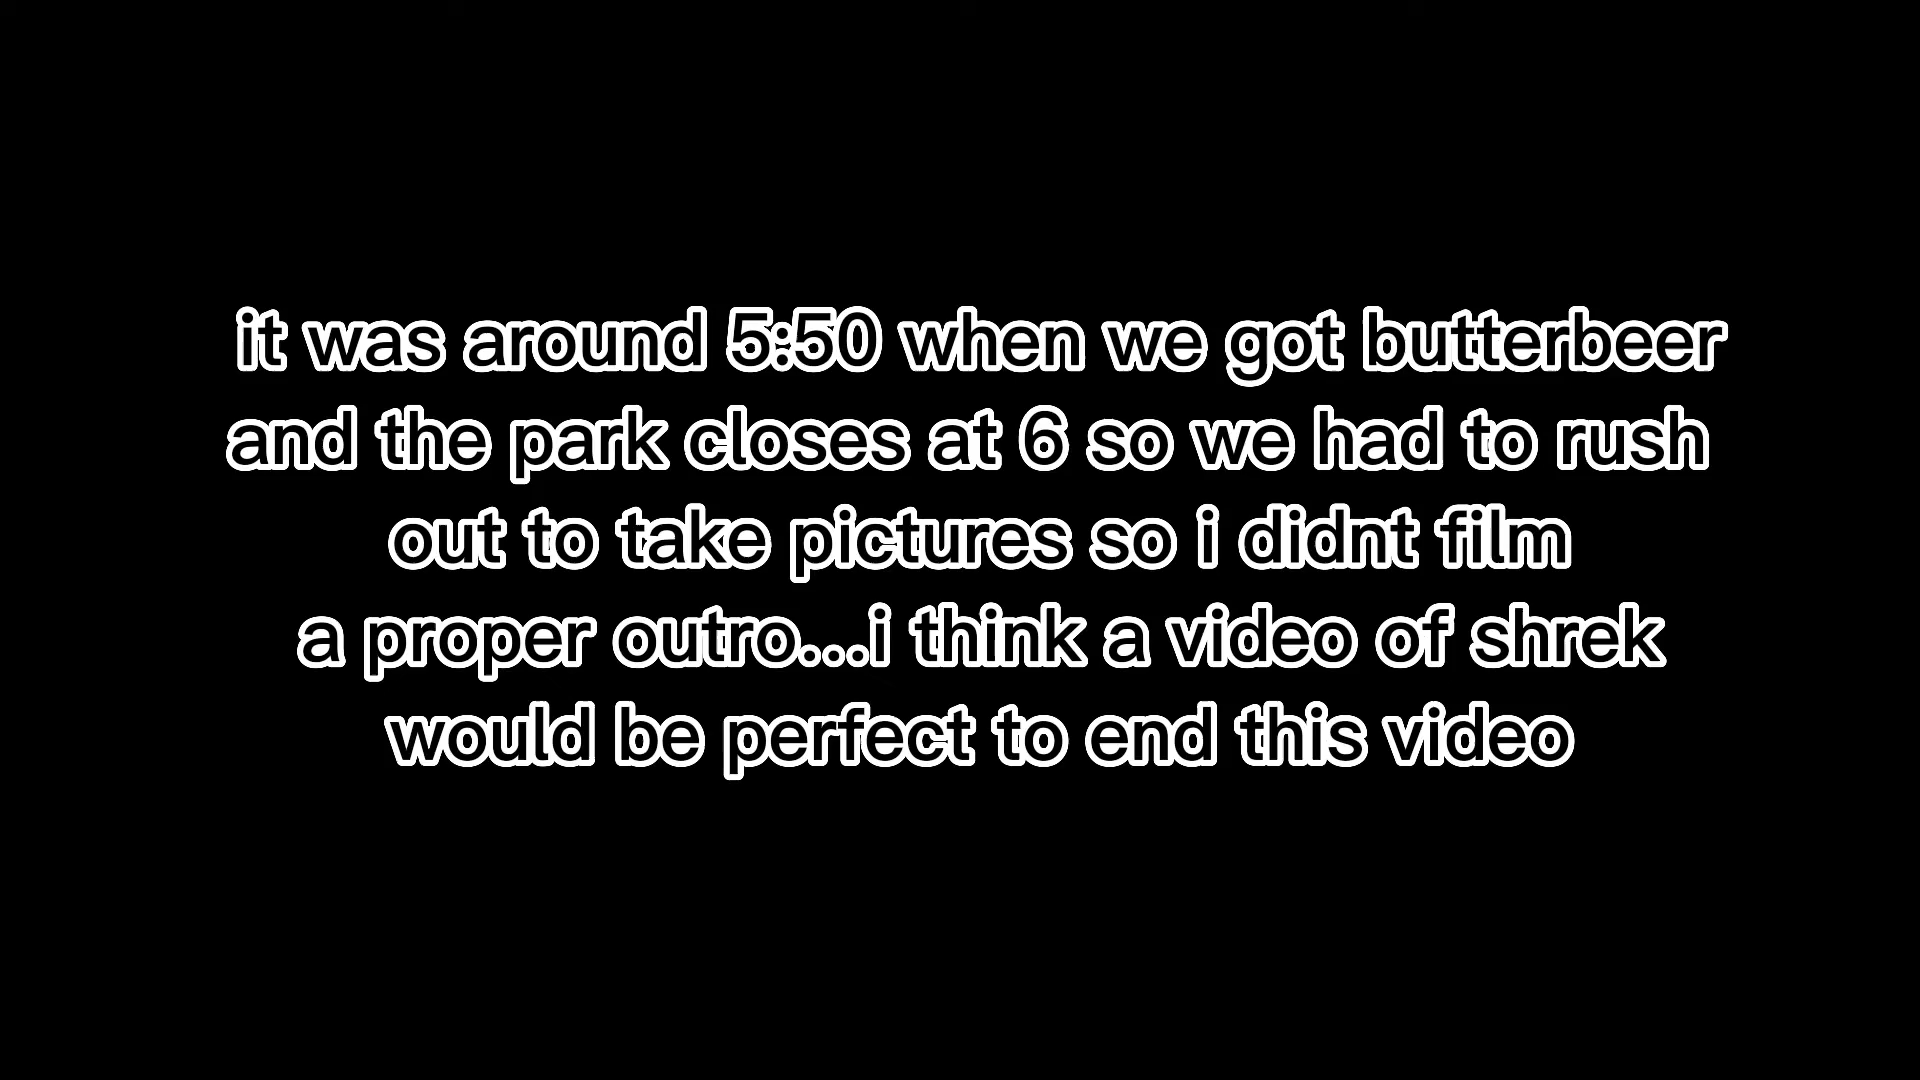 it was around 5:50 when we got butterbeer
and the park closes at 6 so we had to rush
out to take pictures so i didnt film
a proper outro...i think a video of shrek
would be perfect to end this video